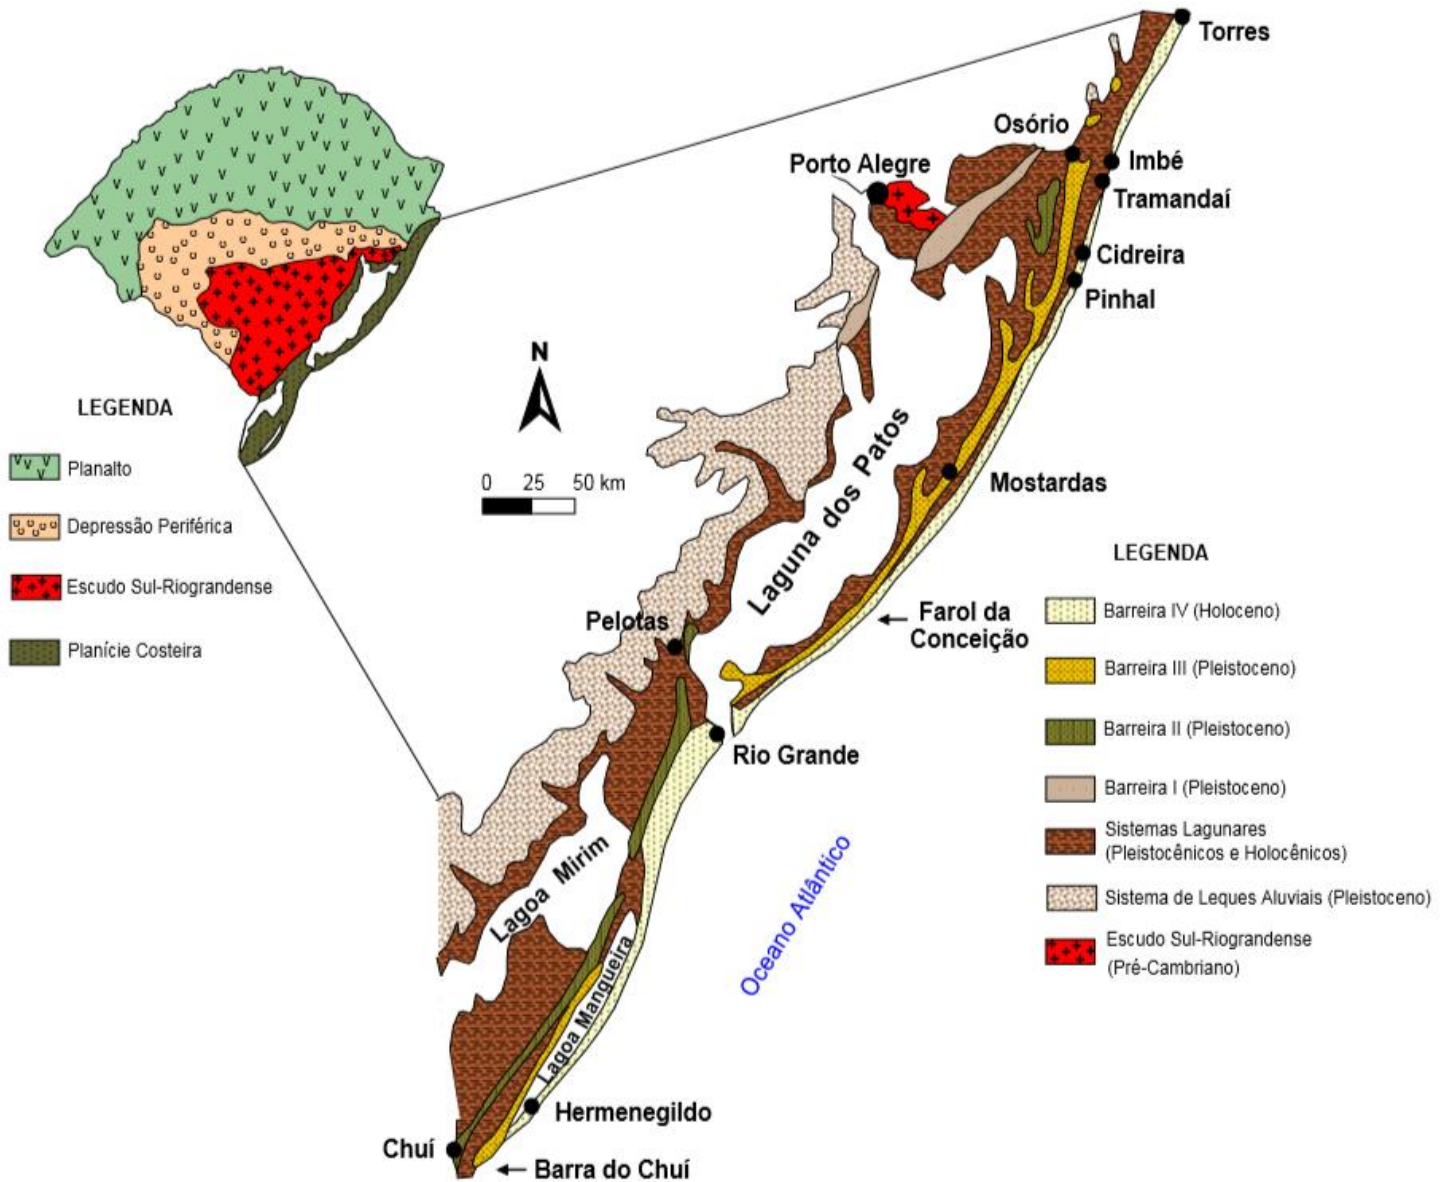 Torres
Osório
Porto Alegre
Imbé
Tramandaí
Cidreira
Pinhal
N
0 25 50 km
LEGENDA
Planalto
Depressão Periférica
Escudo Sul-Riograndense
Planície Costeira
Laguna dos Patos
Mostardas
Farol da
Conceição
Pelotas
Rio Grande
Lagoa Mirim
Lagoa Mangueira
Oceano Atlântico
Hermenegildo
Chuí
Barra do Chuí
LEGENDA
Barreira IV (Holoceno)
Barreira III (Pleistoceno)
Barreira II (Pleistoceno)
Barreira I (Pleistoceno)
Sistemas Lagunares
(Pleistocênicos e Holocênicos)
Sistema de Leques Aluviais (Pleistoceno)
Escudo Sul-Riograndense
(Pré-Cambriano)